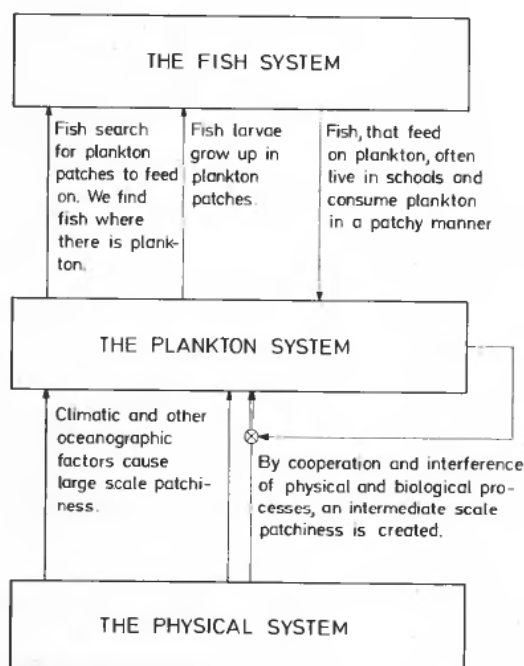 THE FISH SYSTEM
Fish search
for plankton
patches to feed
on. We find
fish where
there is plank-
ton.
Fish larvae
grow up in
plankton
patches.
Fish, that feed
on plankton, often
live in schools and
consume plankton
in a patchy manner
THE PLANKTON SYSTEM
Climatic and other
oceanographic
factors cause
large scale patchi-
ness.
By cooperation and interference
of physical and biological pro-
cesses, an intermediate scale
patchiness is created.
THE PHYSICAL SYSTEM